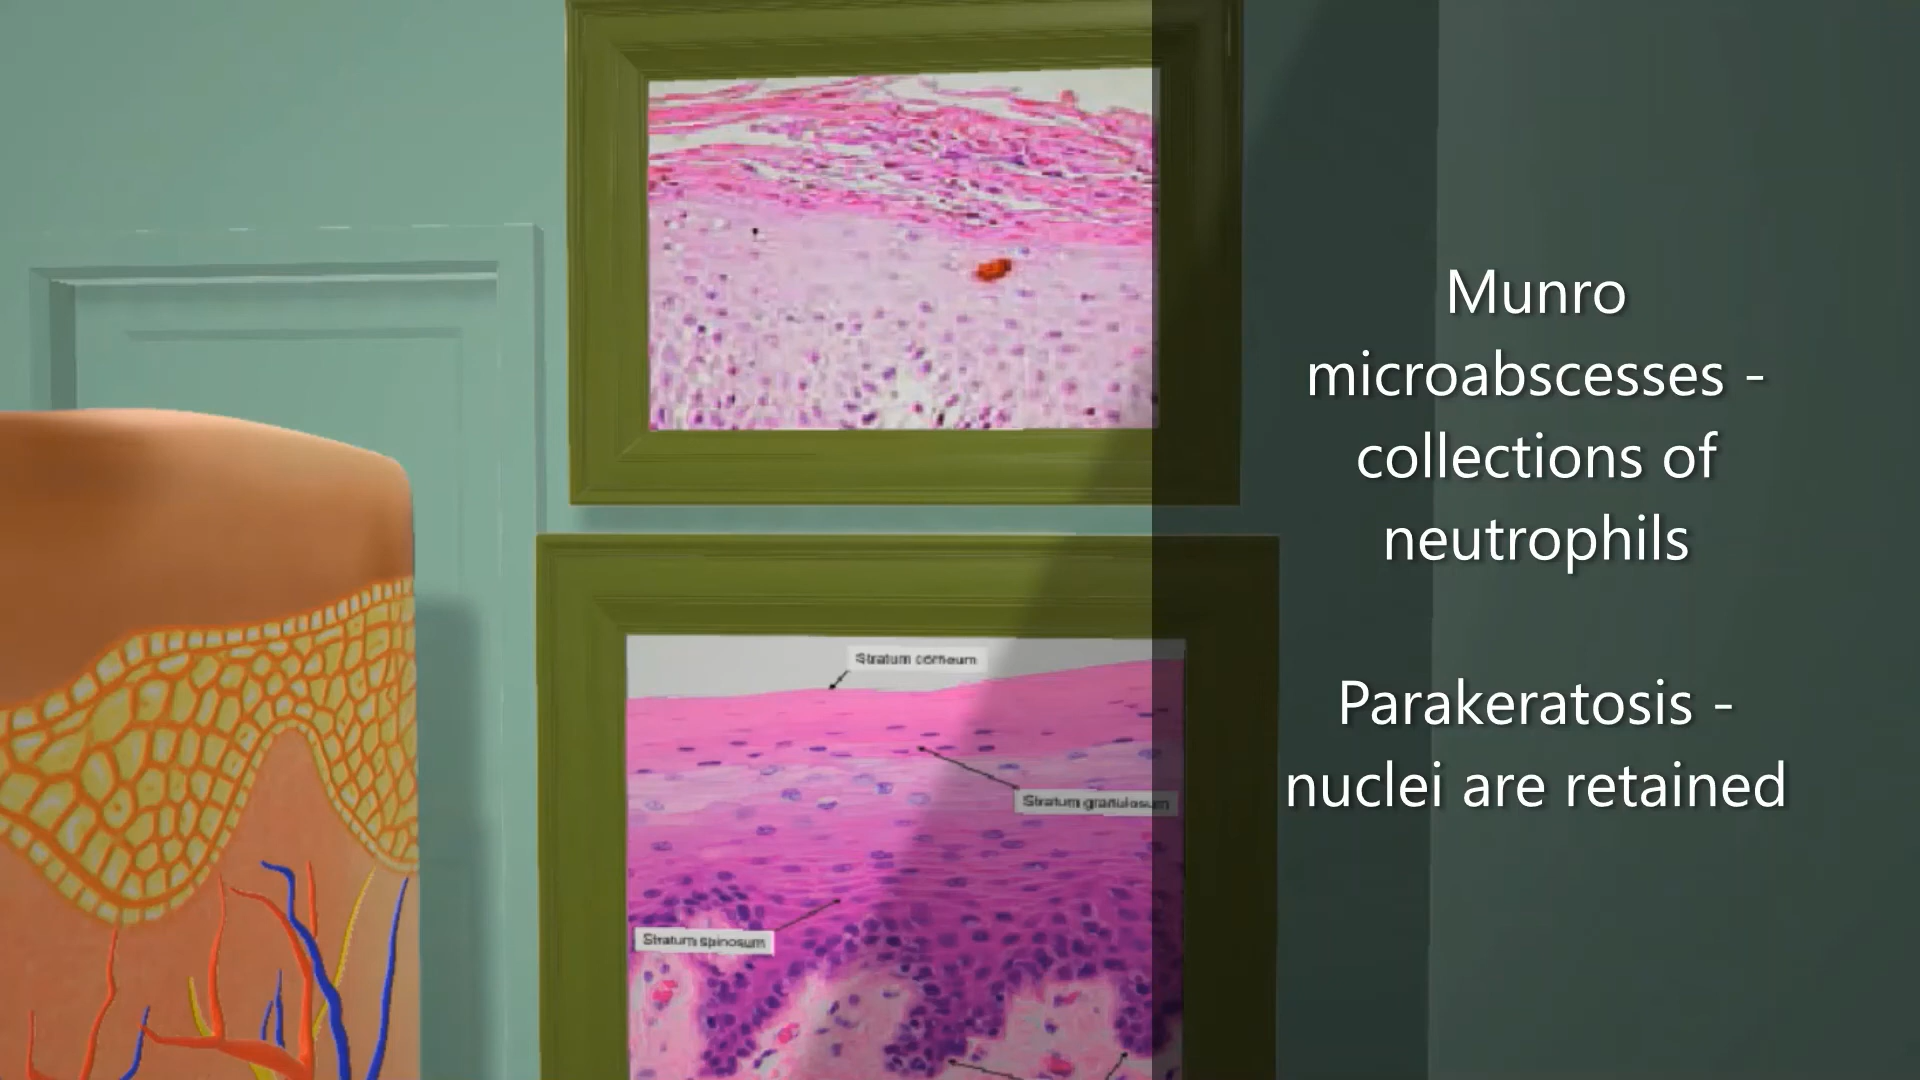 Munro
microabscesses -
collections of
neutrophils
Parakeratosis -
nuclei are retained
Stratum corneum
Stratum granulosum
Stratum spinosum